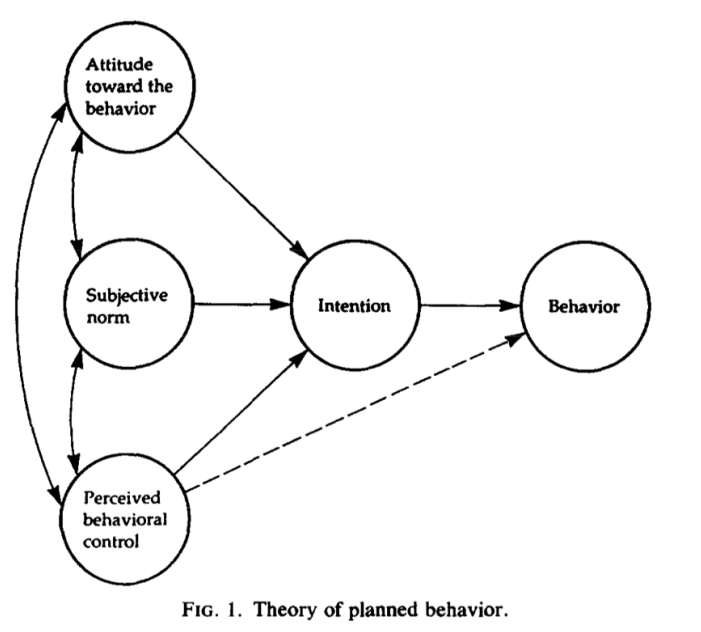 Attitude
toward the
behavior
Subjective
norm
Intention
Behavior
Perceived
behavioral
control
FIG. 1. Theory of planned behavior.